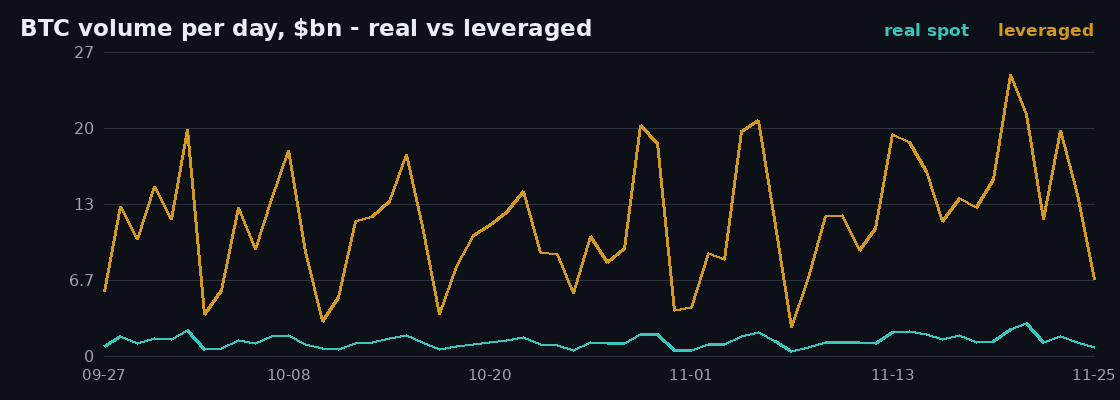 BTC volume per day, $bn - real vs leveraged
real spot leveraged
27
20
13
6.7
0
09-27 10-08 10-20 11-01 11-13 11-25